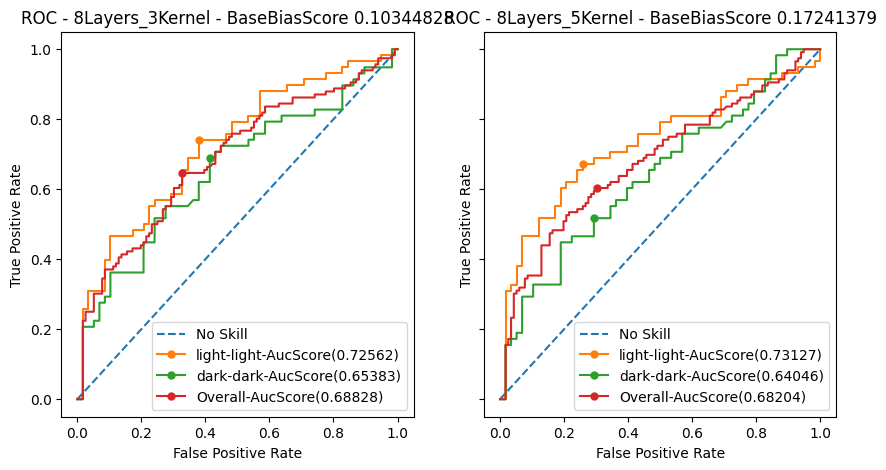 ROC - 8Layers_3Kernel - BaseBiasScore 0.10344828
True Positive Rate
1.0
0.8
0.6
0.4
0.2
0.0
No Skill
light-light-AucScore(0.72562)
dark-dark-AucScore(0.65383)
Overall-AucScore(0.68828)
0.0 0.2 0.4 0.6 0.8 1.0
False Positive Rate
ROC - 8Layers_5Kernel - BaseBiasScore 0.17241379
True Positive Rate
No Skill
light-light-AucScore(0.73127)
dark-dark-AucScore(0.64046)
Overall-AucScore(0.68204)
0.0 0.2 0.4 0.6 0.8 1.0
False Positive Rate